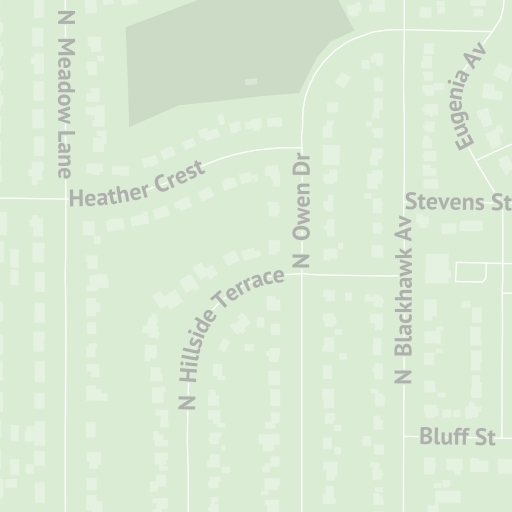 N Meadow Lane
Eugenia Av
Heather Crest
Stevens St
N Owen Dr
N Blackhawk Av
N Hillside Terrace
Bluff St